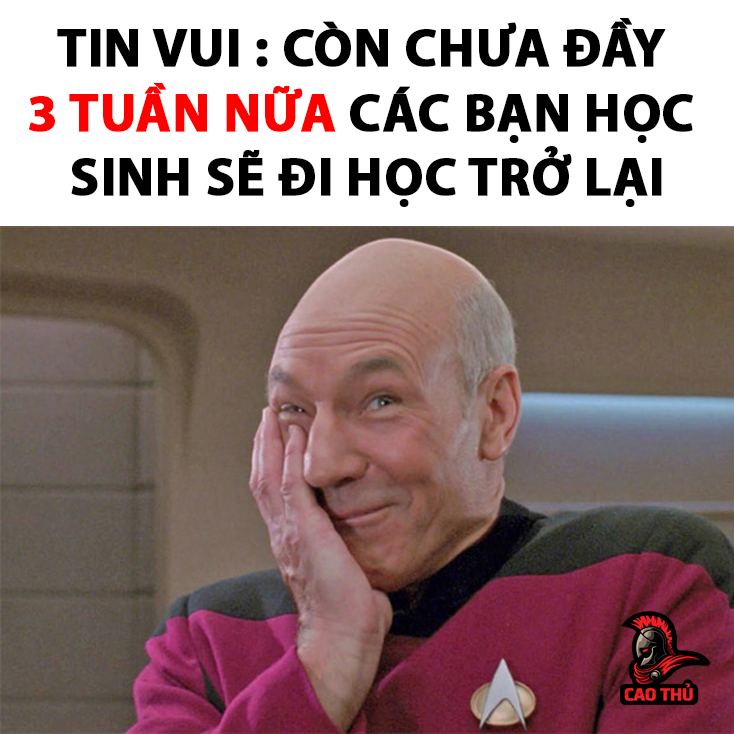 TIN VUI : CÒN CHƯA ĐẦY
3 TUẦN NỮA CÁC BẠN HỌC
SINH SẼ ĐI HỌC TRỞ LẠI
CAO THỦ